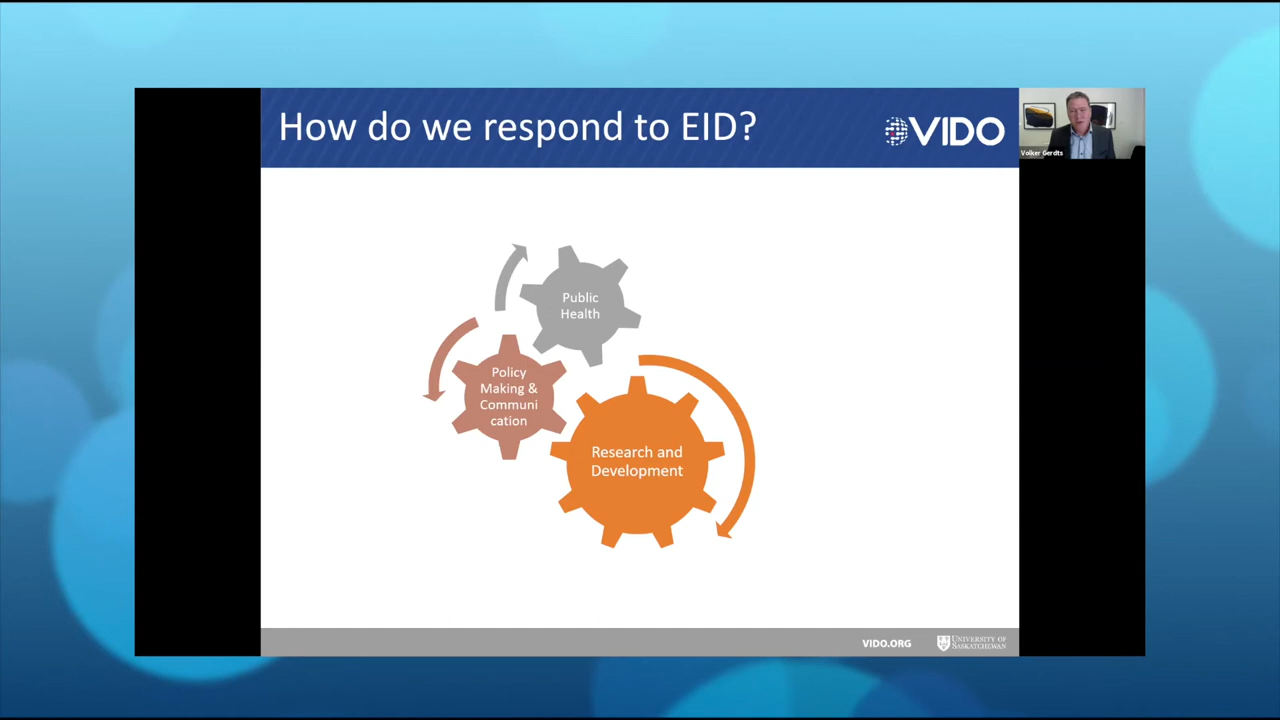 How do we respond to EID?
VIDO
Volker Gerdts
Public
Health
Policy
Making &
Communi
cation
Research and
Development
VIDO.ORG
UNIVERSITY OF
SASKATCHEWAN